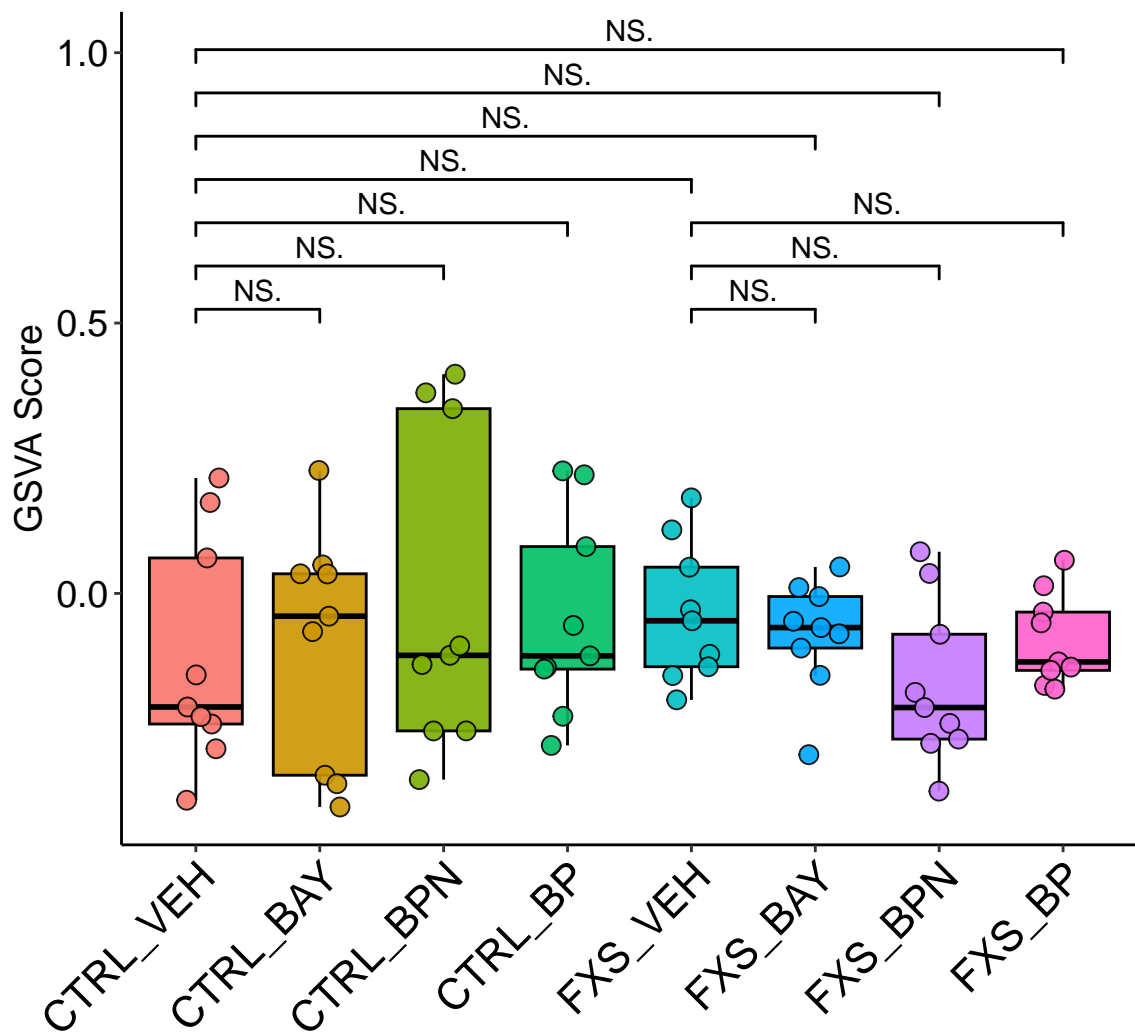 1.0
NS.
NS.
NS.
NS.
NS. NS.
NS. NS.
NS. NS.
0.5
GSVA Score
0.0
CTRL_VEH CTRL_BAY CTRL_BPN CTRL_BP FXS_VEH FXS_BAY FXS_BPN FXS_BP